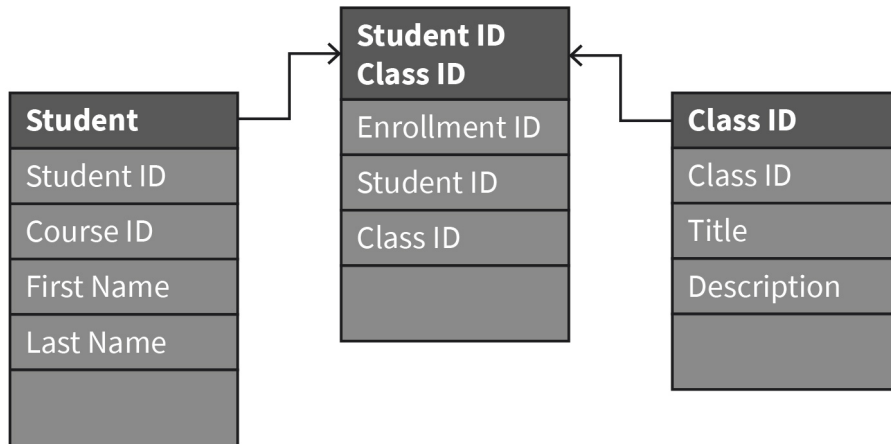 Student
Student ID
Course ID
First Name
Last Name
Student ID
Class ID
Enrollment ID
Student ID
Class ID
Class ID
Class ID
Title
Description